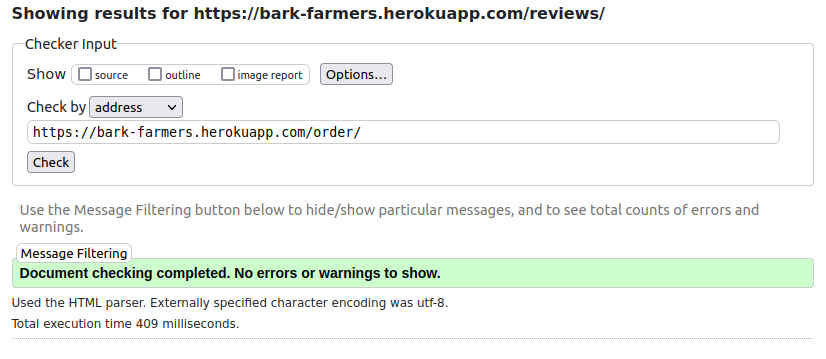 Showing results for https://bark-farmers.herokuapp.com/reviews/
Checker Input
Show source outline image report Options...
Check by address
https://bark-farmers.herokuapp.com/order/
Check
Use the Message Filtering button below to hide/show particular messages, and to see total counts of errors and
warnings.
Message Filtering
Document checking completed. No errors or warnings to show.
Used the HTML parser. Externally specified character encoding was utf-8.
Total execution time 409 milliseconds.